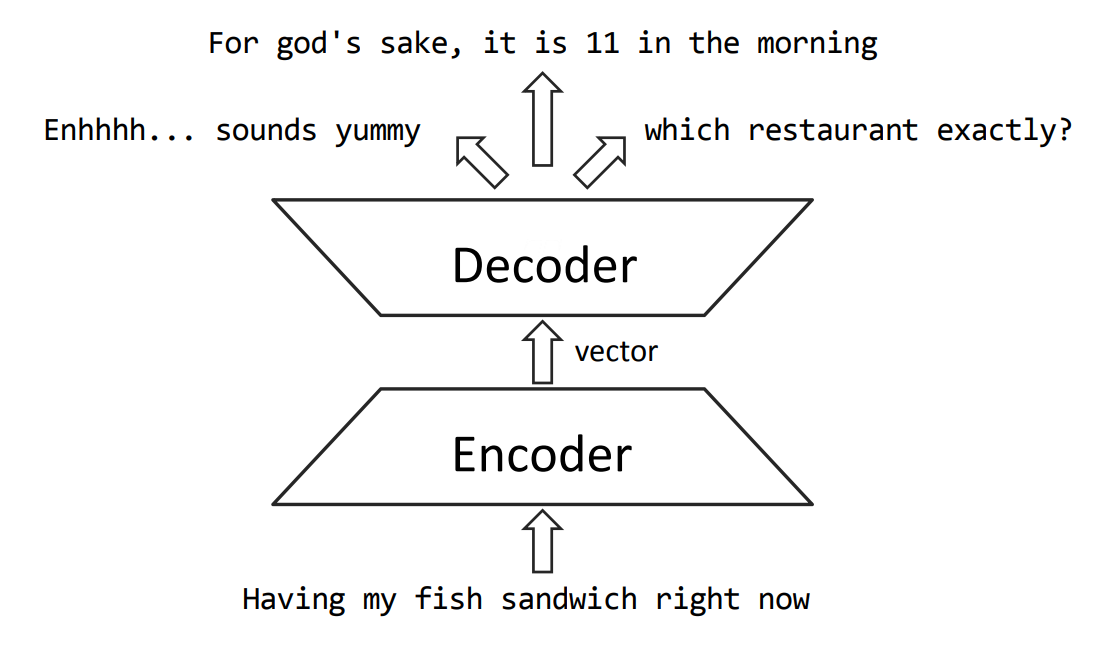 For god's sake, it is 11 in the morning
Enhhhh... sounds yummy
which restaurant exactly?
Decoder
vector
Encoder
Having my fish sandwich right now